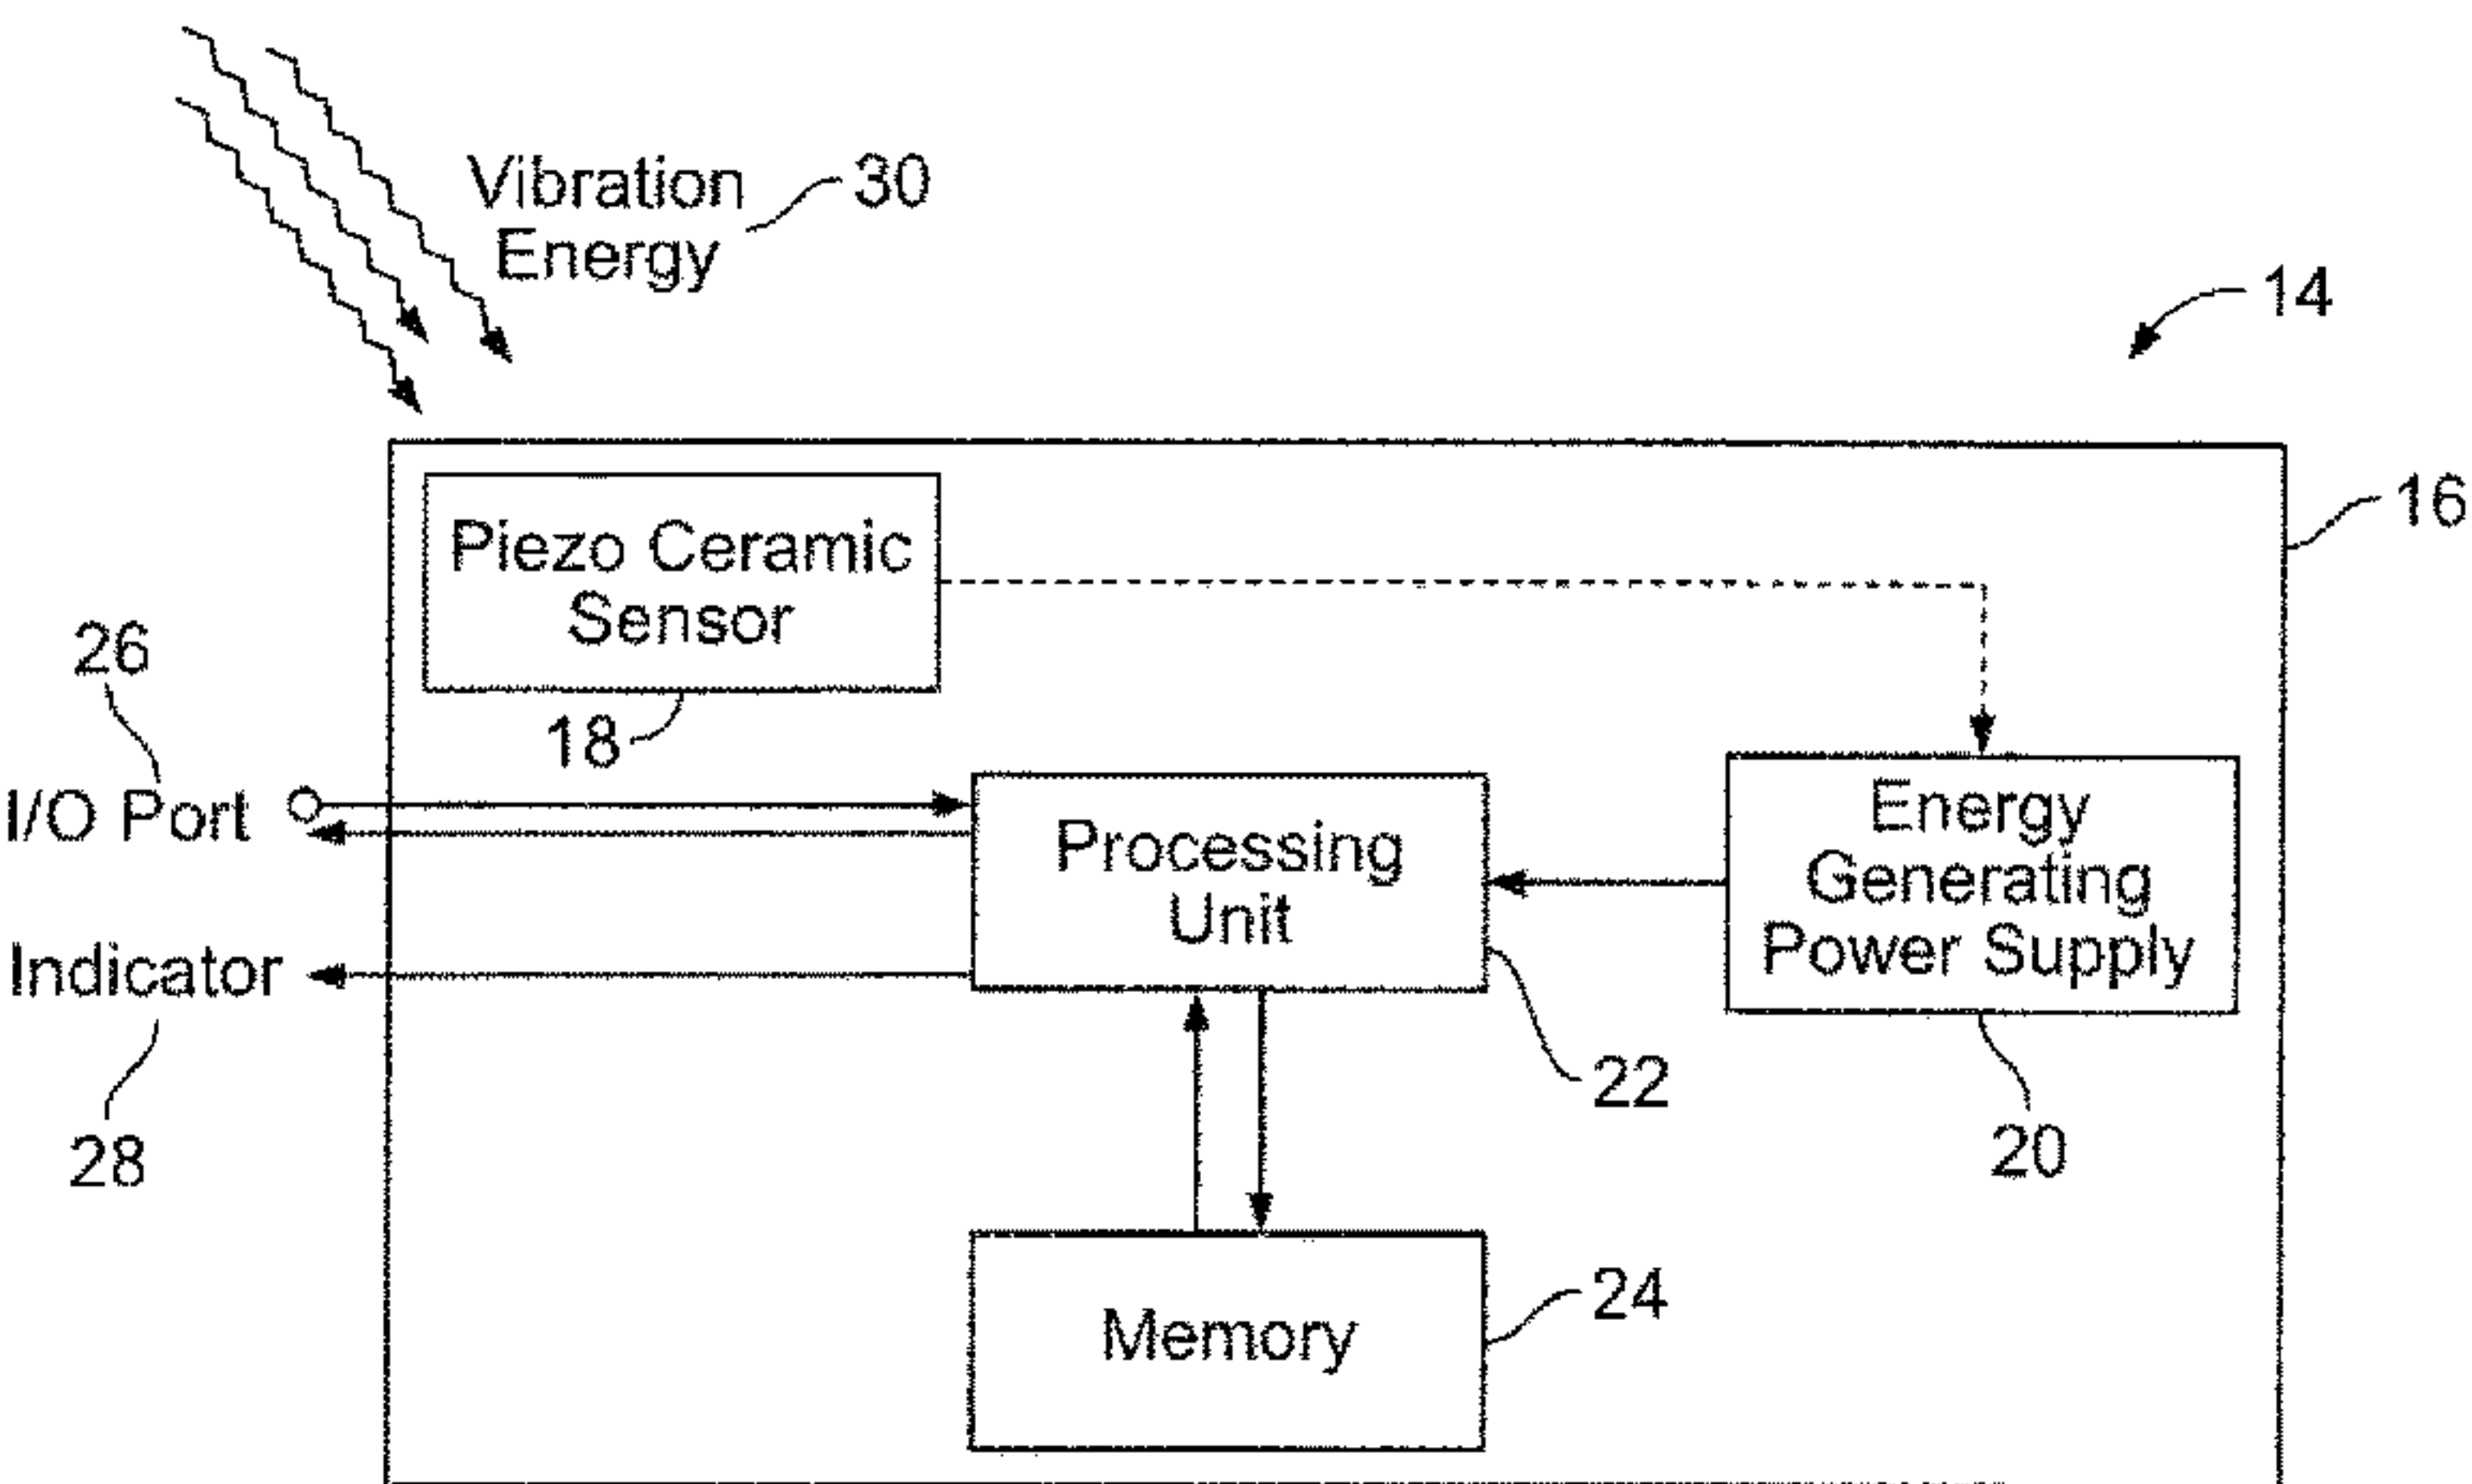 Vibration
Energy
30
14
16
Piezo Ceramic
Sensor
18
26
I/O Port
Indicator
28
Processing
Unit
22
Energy
Generating
Power Supply
20
Memory
24